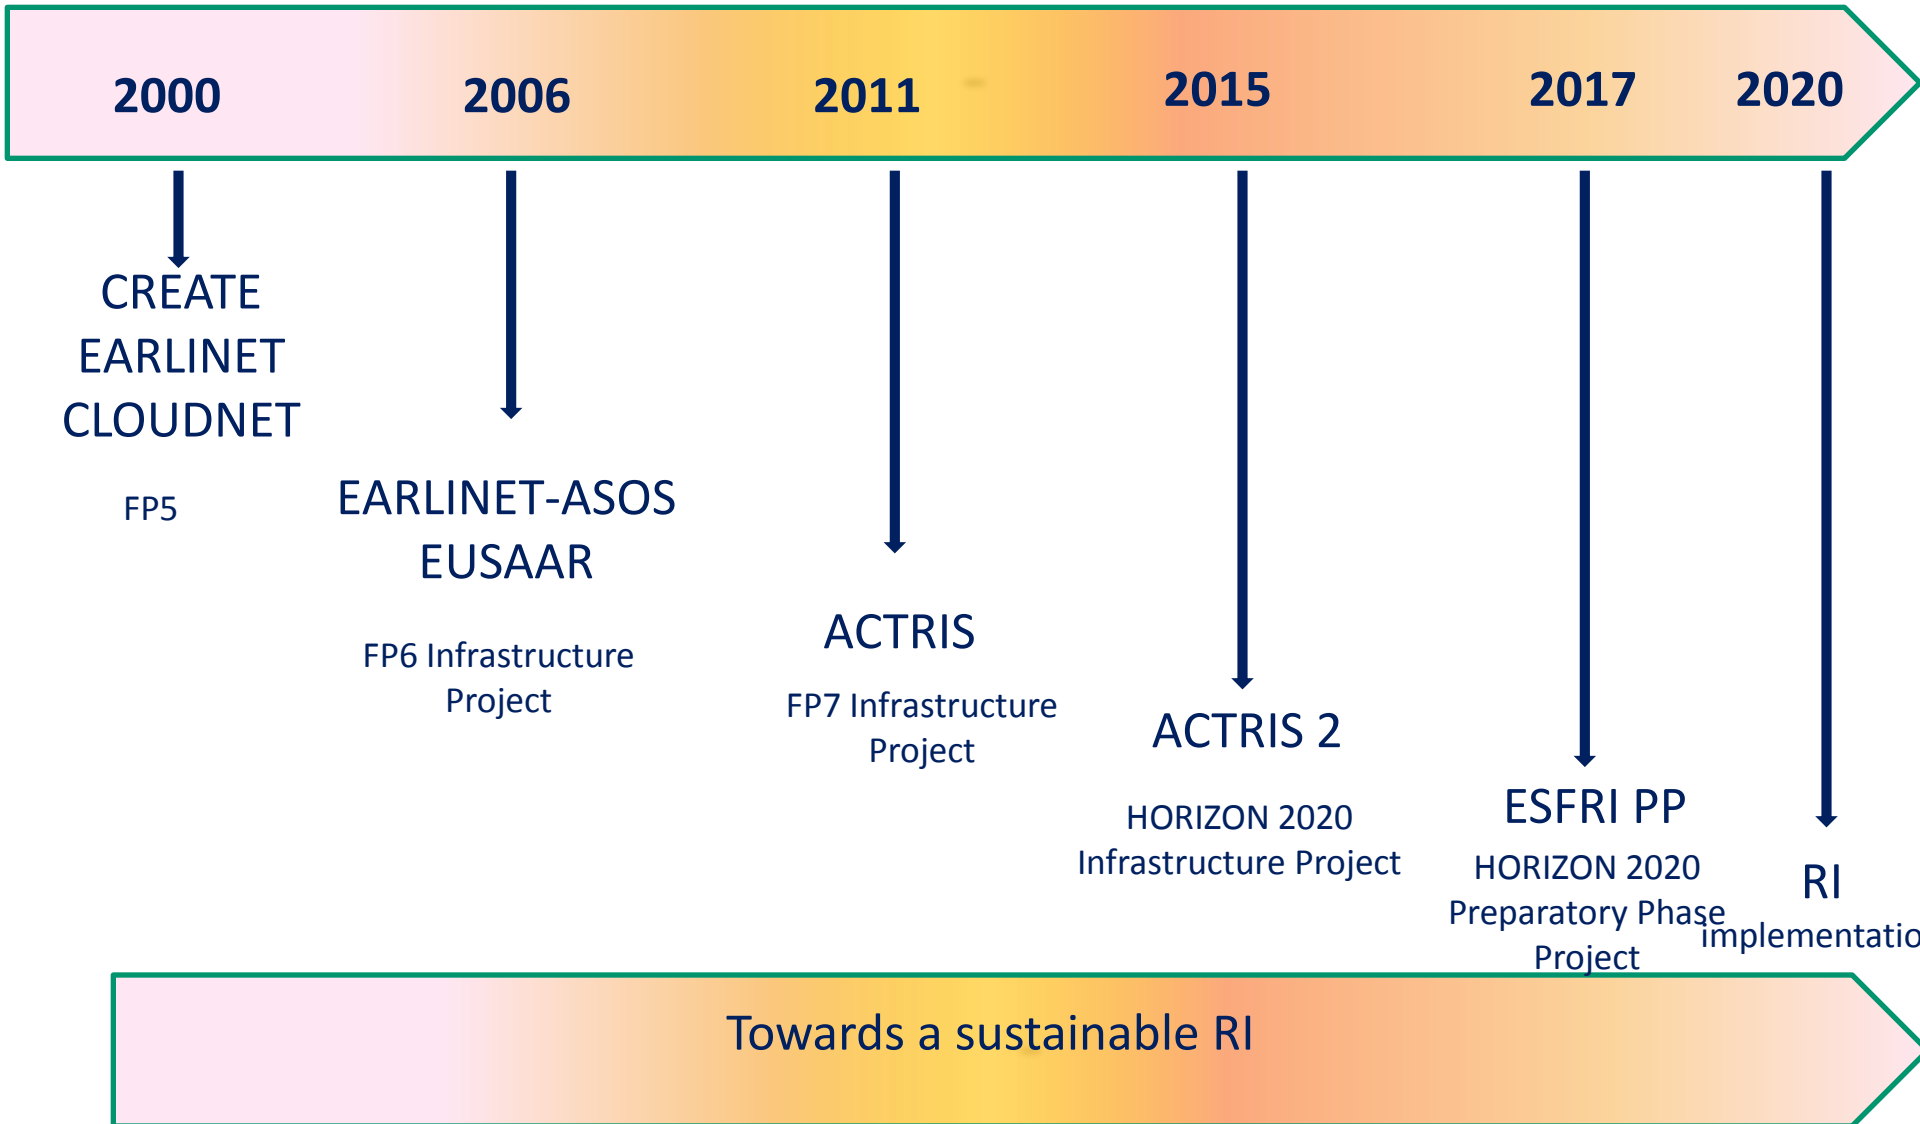 2000
2006
2011
2015
2017
2020
CREATE
EARLINET
CLOUDNET
FP5
EARLINET-ASOS
EUSAAR
FP6 Infrastructure
Project
ACTRIS
FP7 Infrastructure
Project
ACTRIS 2
HORIZON 2020
Infrastructure Project
ESFRI PP
HORIZON 2020
Preparatory Phase
Project
RI
implementatio
Towards a sustainable RI